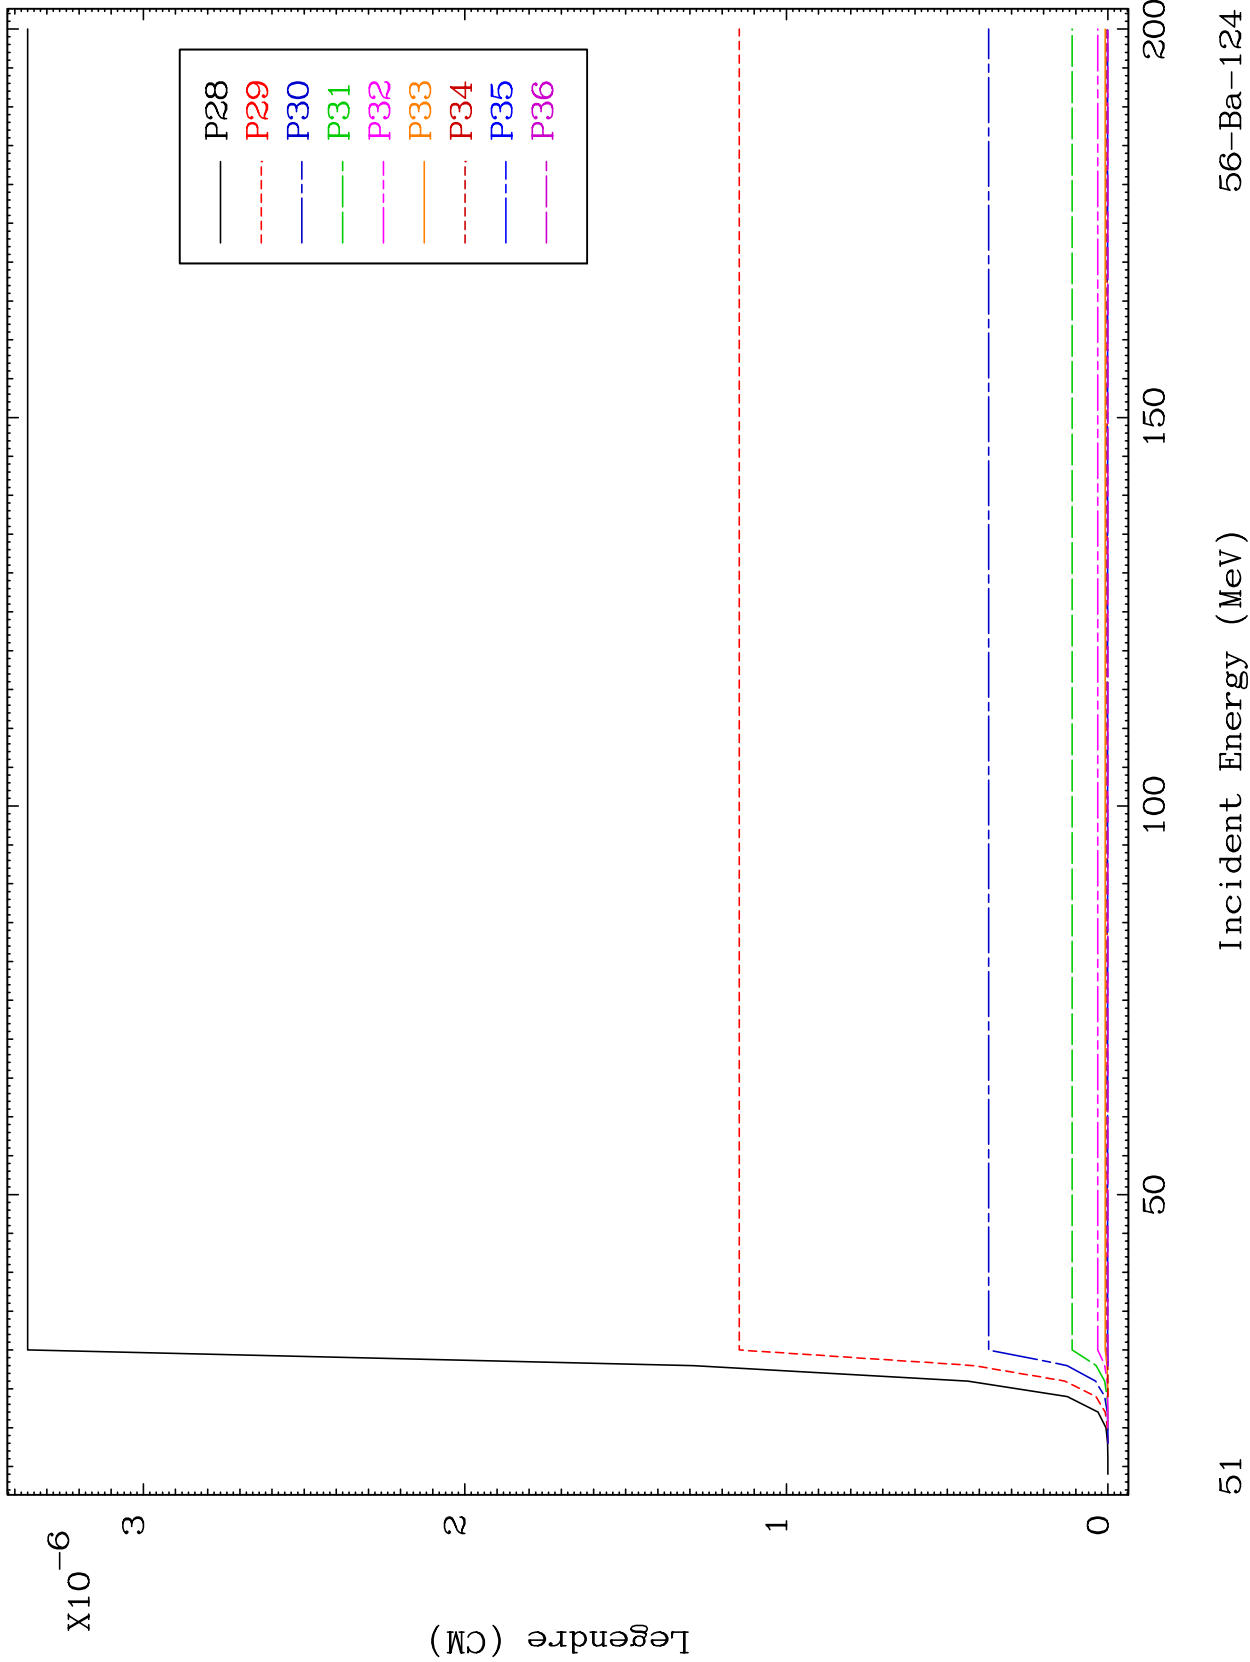 X10-6
3
2
1
0
Legendre (CM)
P28
P29
P30
P31
P32
P33
P34
P35
P36
50
100
150
200
Incident Energy (MeV)
51
56-Ba-124